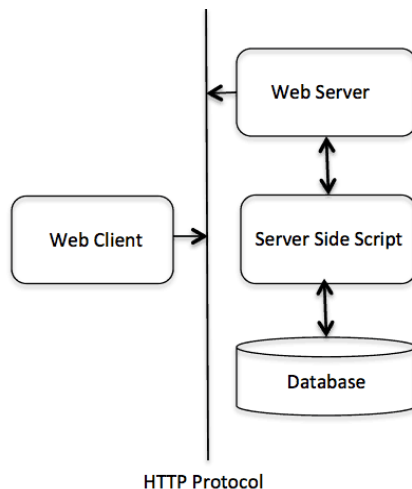 Web Server
Web Client
Server Side Script
Database
HTTP Protocol